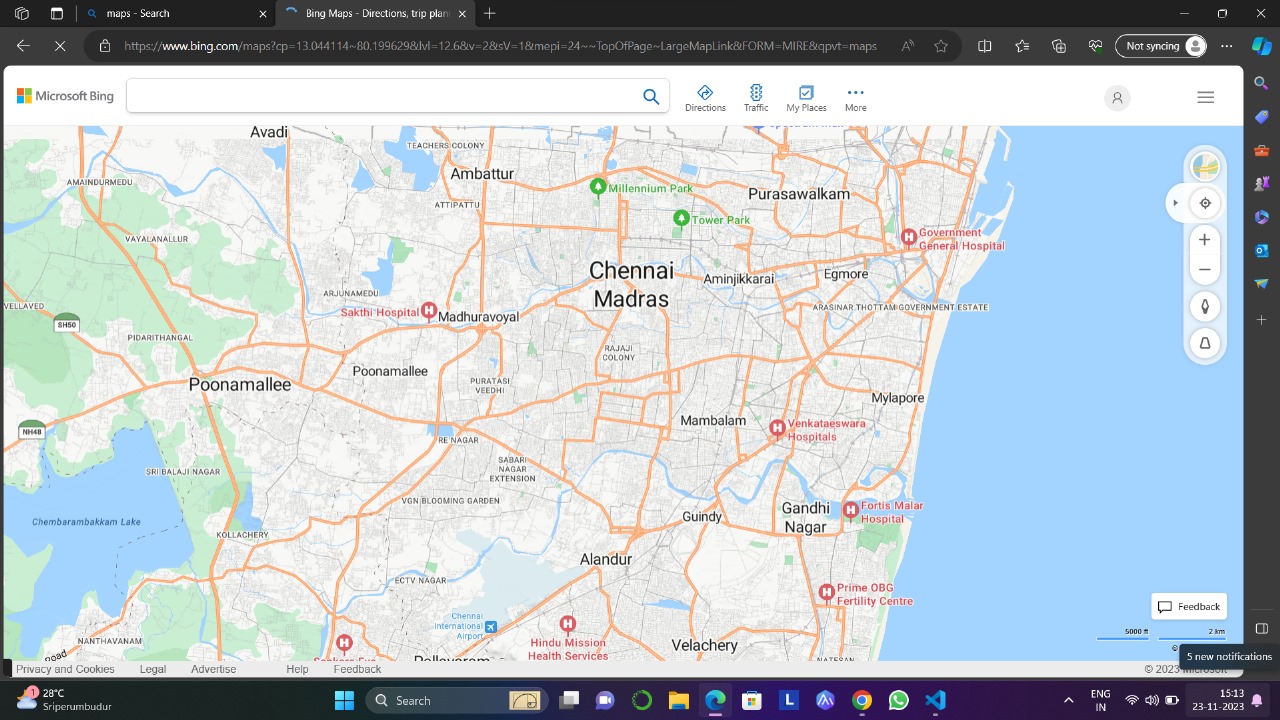 maps - Search
Bing Maps - Directions, trip plann
https://www.bing.com/maps?cp=13.044114~80.199629&lvl=12.6&v=2&sV=1&mepi=24~~TopOfPage~LargeMapLink&FORM=MIRE&qpvt=maps
Not syncing
Microsoft Bing
Directions
Traffic
My Places
More
Avadi
TEACHERS COLONY
Ambattur
AMAINDURMEDU
Millennium Park
Purasawalkam
ATTIPATTU
Tower Park
VAYALANALLUR
Government
General Hospital
Chennai
Madras
Aminjikkarai
Egmore
ARJUNAMEDU
VELLAVED
Sakthi Hospital
Madhuravoyal
ARASINAR.THOTTAM
GOVERNMENT ESTATE
SH50
PIDARITHANGAL
RAJAJI
COLONY
Poonamallee
Poonamallee
PURATASI
VEEDHI
Mylapore
Mambalam
Venkataeswara
Hospitals
NH48
RE NAGAR
SRI BALAJI NAGAR
SABARI
NAGAR
EXTENSION
VGN BLOOMING GARDEN
Gandhi
Nagar
Fortis Malar
Hospital
Guindy
Chembarambakkam Lake
KOLLACHERY
Alandur
ECTV NAGAR
Prime OBG
Fertility Centre
Feedback
Chennai
International
Airport
5000 ft
2 km
NANTHAVANAM
Hindu Mission
Health Services
Velachery
5 new notifications
Privacy and Cookies
Legal
Advertise
Help
Feedback
© 2023 Microsoft
1
28°C
Sriperumbudur
Search
L
ENG
IN
15:13
23-11-2023